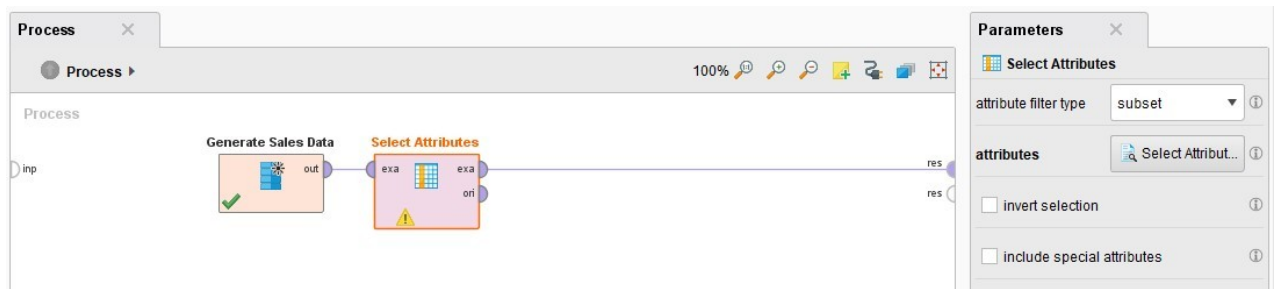 Process
Process
100%
Process
Generate Sales Data
Select Attributes
inp
out
exa
exa
ori
res
res
Parameters
Select Attributes
attribute filter type
subset
attributes
Select Attribut...
invert selection
include special attributes